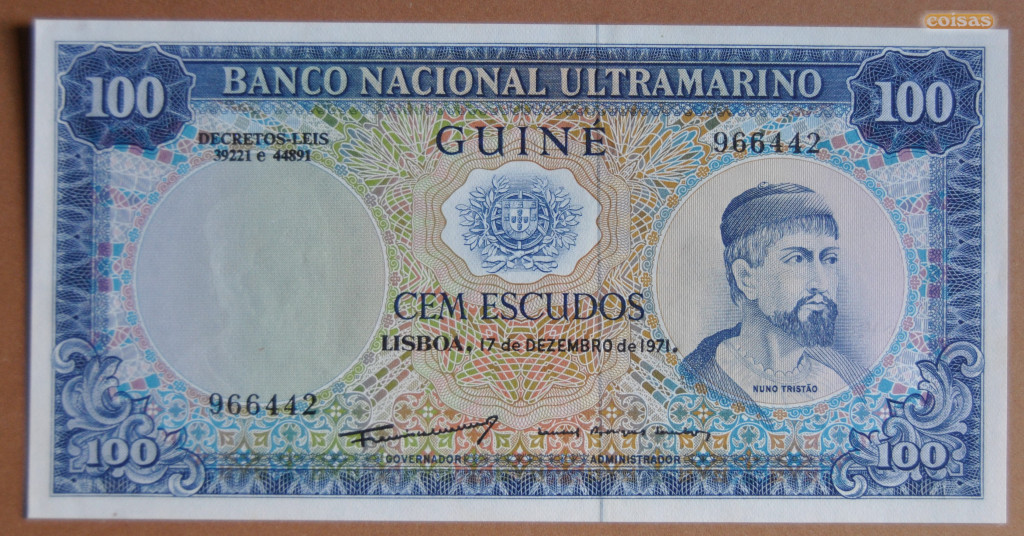 coisas
100 BANCO NACIONAL ULTRAMARINO 100
DECRETOS-LEIS
39221 e 44891
GUINÉ
966442
CEM ESCUDOS
LISBOA, 17 de DEZEMBRO de 1971.
NUNO TRISTÃO
966442
GOVERNADOR
ADMINISTRADOR
100
100